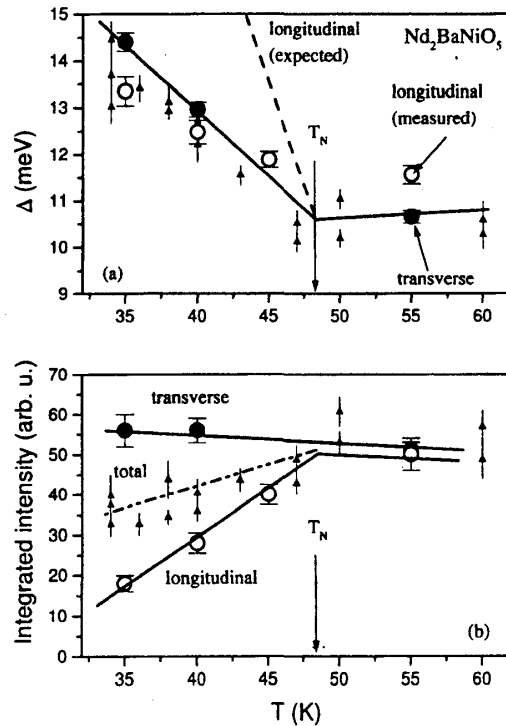 15
14
13
12
11
10
9
Δ (meV)
longitudinal
(expected)
Nd2BaNiO5
longitudinal
(measured)
TN
transverse
(a)
35 40 45 50 55 60
70
60
50
40
30
20
10
0
Integrated intensity (arb. u.)
transverse
total
longitudinal
TN
(b)
35 40 45 50 55 60
T (K)